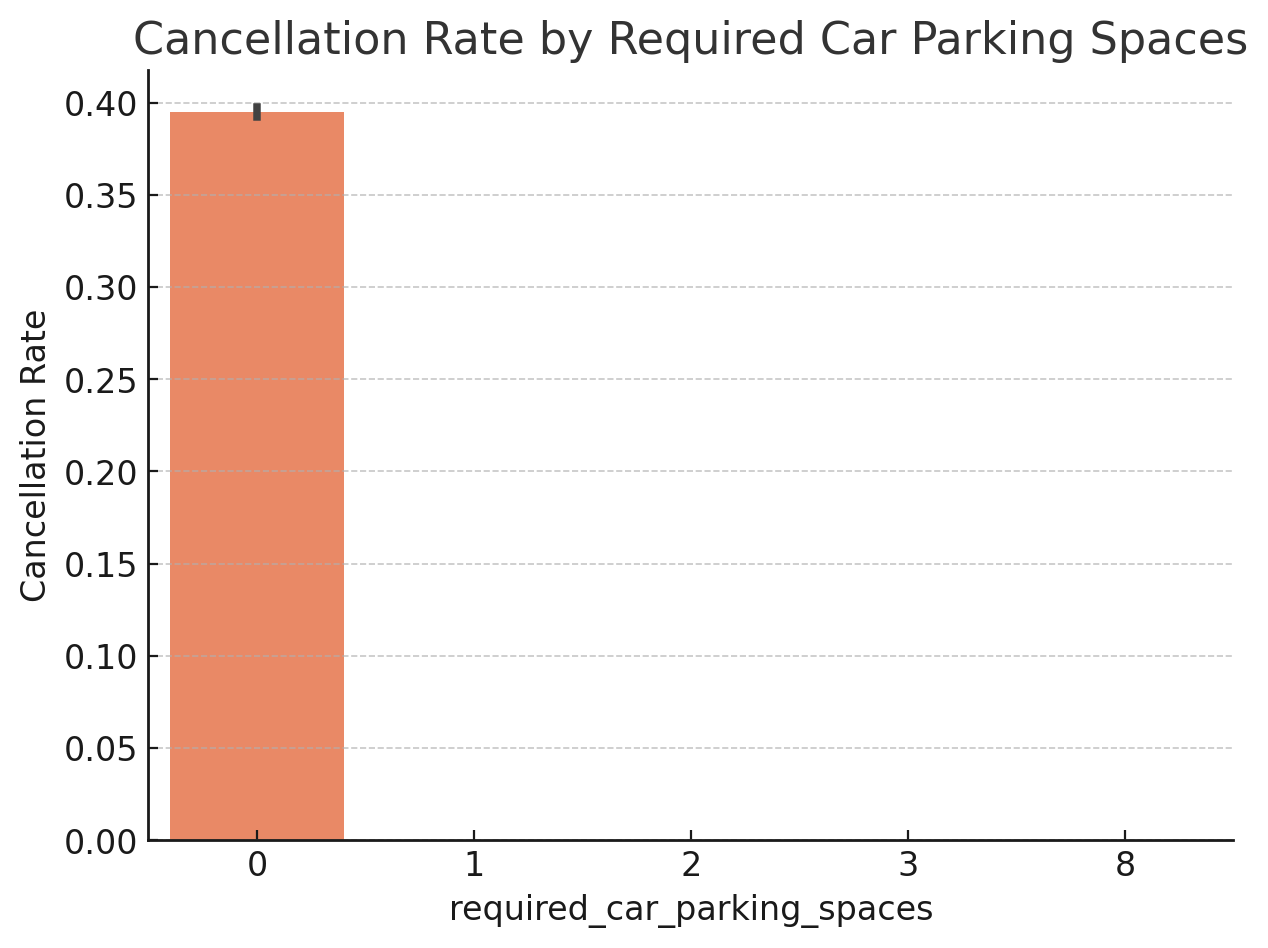 Cancellation Rate by Required Car Parking Spaces
0.40
0.35
0.30
0.25
0.20
0.15
0.10
0.05
0.00
Cancellation Rate
0 1 2 3 8
required_car_parking_spaces